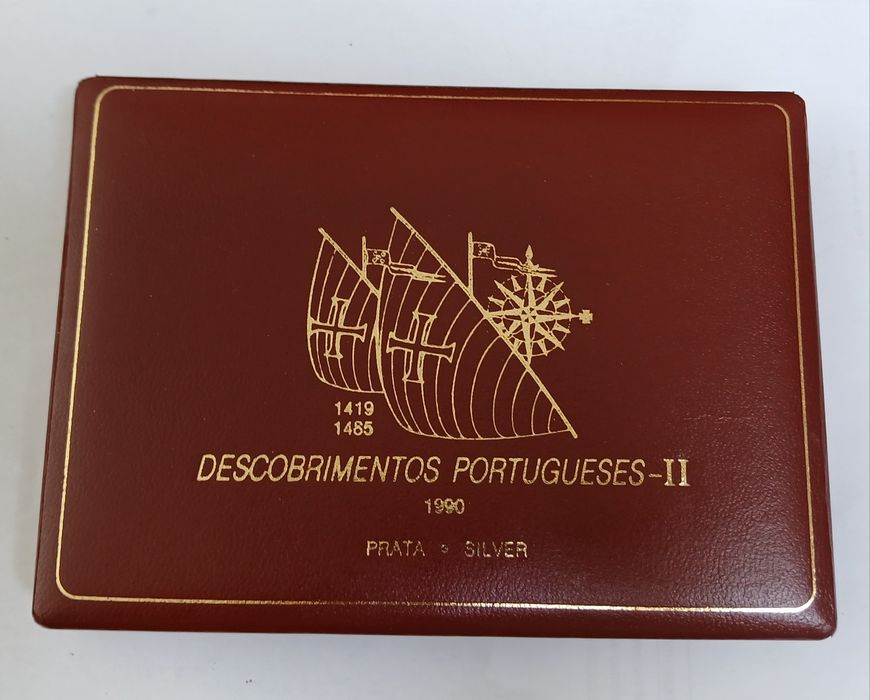 1419
1485
DESCOBRIMENTOS PORTUGUESES-II
1990
PRATA • SILVER